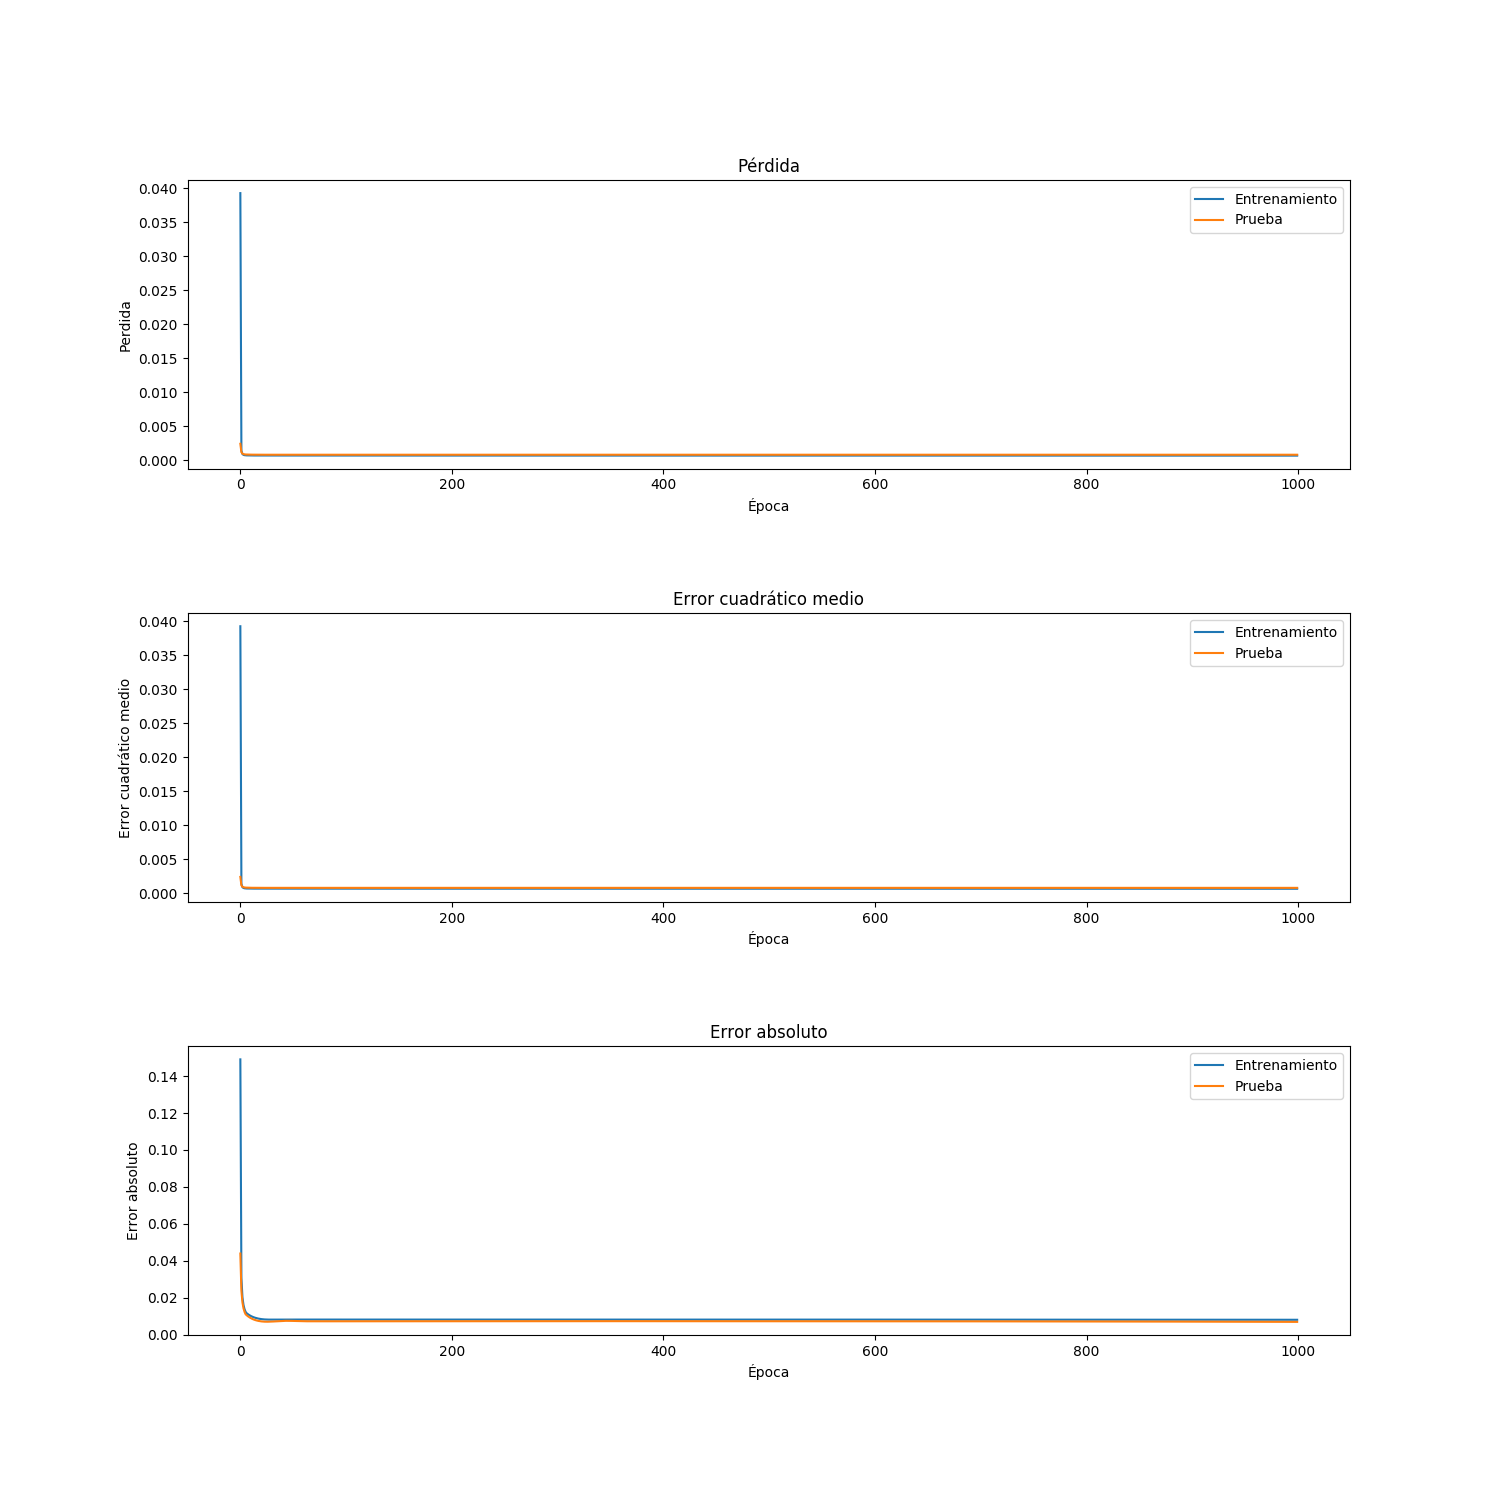 Pérdida
0.040
0.035
0.030
0.025
0.020
0.015
0.010
0.005
0.000
Perdida
Entrenamiento
Prueba
0 200 400 600 800 1000
Época
Error cuadrático medio
0.040
0.035
0.030
0.025
0.020
0.015
0.010
0.005
0.000
Error cuadrático medio
Entrenamiento
Prueba
0 200 400 600 800 1000
Época
Error absoluto
0.14
0.12
0.10
0.08
0.06
0.04
0.02
0.00
Error absoluto
Entrenamiento
Prueba
0 200 400 600 800 1000
Época